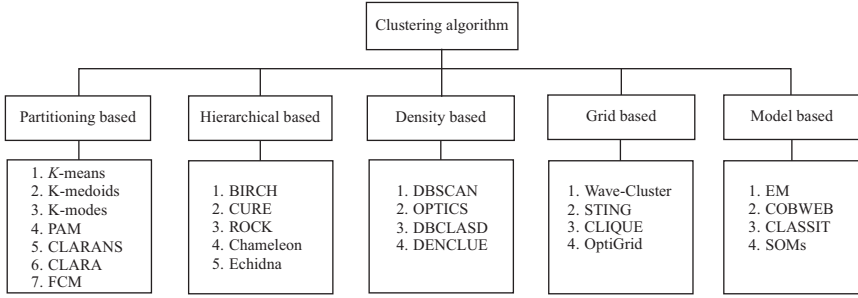 Clustering algorithm
Partitioning based
Hierarchical based
Density based
Grid based
Model based
1. K-means
2. K-medoids
3. K-modes
4. PAM
5. CLARANS
6. CLARA
7. FCM
1. BIRCH
2. CURE
3. ROCK
4. Chameleon
5. Echidna
1. DBSCAN
2. OPTICS
3. DBCLASD
4. DENCLUE
1. Wave-Cluster
2. STING
3. CLIQUE
4. OptiGrid
1. EM
2. COBWEB
3. CLASSIT
4. SOMs